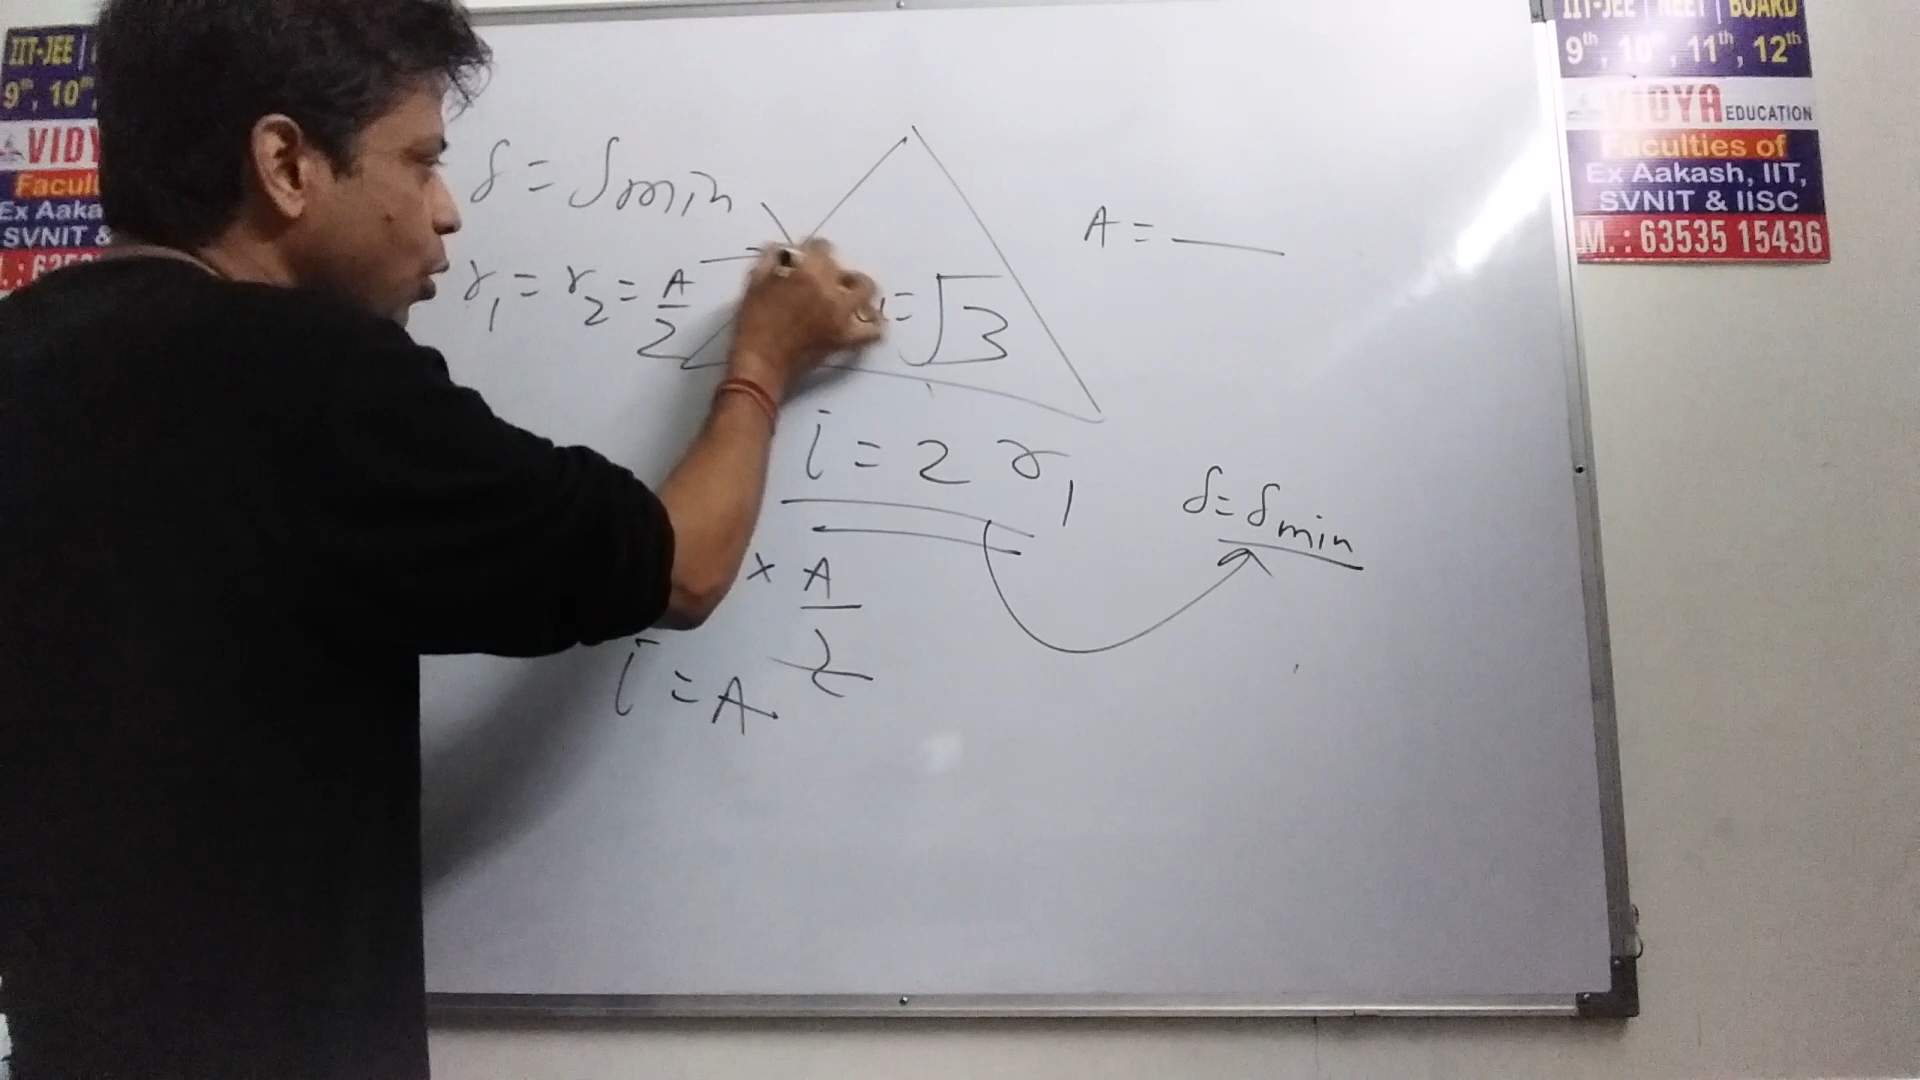 IIT-JEE |
9th, 10th,
VIDY
Facul
Ex Aaka
SVNIT &
δ = δmin
r1 = r2 = A/2
= √3
A = ___
i = 2 r1
δ = δmin
× A/2
i = A
IIT-JEE | NEET | BOARD
9th, 10th, 11th, 12th
VIDYA EDUCATION
Faculties of
Ex Aakash, IIT,
SVNIT & IISC
M. : 63535 15436